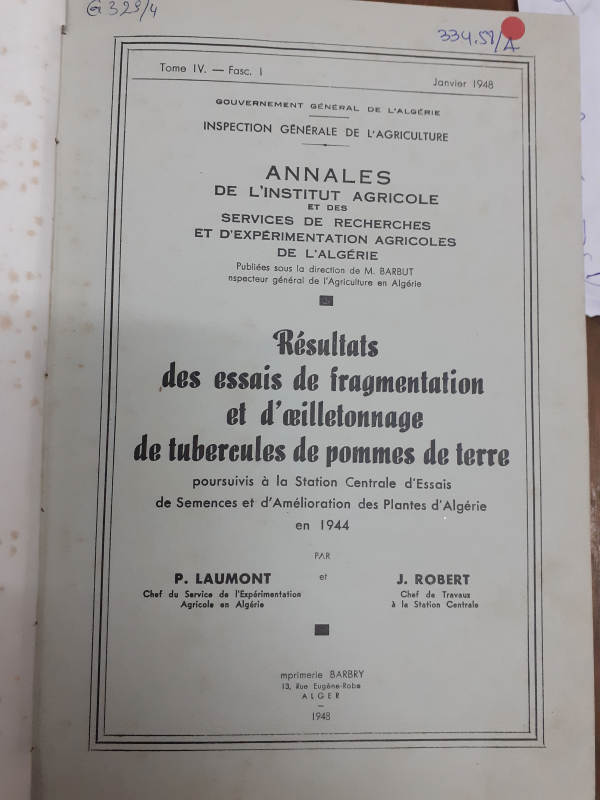 G 329/4
334.58/A
Tome IV. — Fasc. 1
Janvier 1948
GOUVERNEMENT GÉNÉRAL DE L'ALGÉRIE
INSPECTION GÉNÉRALE DE L'AGRICULTURE
ANNALES
DE L'INSTITUT AGRICOLE
ET DES
SERVICES DE RECHERCHES
ET D'EXPÉRIMENTATION AGRICOLES
DE L'ALGÉRIE
Publiées sous la direction de M. BARBUT
nspecteur général de l'Agriculture en Algérie
Résultats
des essais de fragmentation
et d'œilletonnage
de tubercules de pommes de terre
poursuivis à la Station Centrale d'Essais
de Semences et d'Amélioration des Plantes d'Algérie
en 1944
PAR
P. LAUMONT et J. ROBERT
Chef du Service de l'Expérimentation
Agricole en Algérie
Chef de Travaux
à la Station Centrale
mprimerie BARBRY
13, Rue Eugène-Robe
ALGER
—
1948